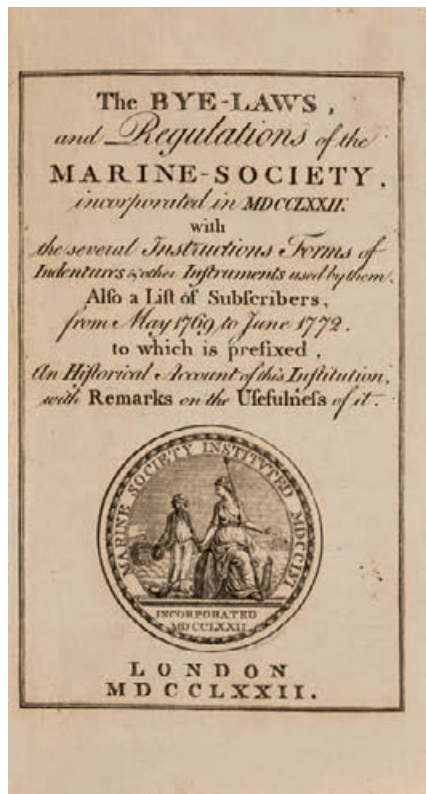 The BYE-LAWS,
and Regulations of the
MARINE-SOCIETY,
incorporated in MDCCLXXII.
with
the several Inſtructions Forms of
Indentures & other Inſtruments used by them.
Alſo a Liſt of Subſcribers,
from May 1769 to June 1772.
to which is prefixed,
An Hiſtorical Account of this Inſtitution,
with Remarks on the Uſefulneſs of it.
MARINE SOCIETY INSTITVTED MDCCLVI
INCORPORATED
MDCCLXXII
LONDON
MDCCLXXII.